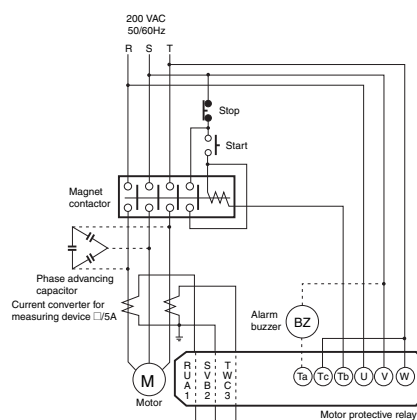 200 VAC
50/60Hz
R S T
Stop
Start
Magnet
contactor
Phase advancing
capacitor
Current converter for
measuring device □/5A
Alarm
buzzer
BZ
M
Motor
R U A 1
S V B 2
T W C 3
Ta Tc Tb U V W
Motor protective relay